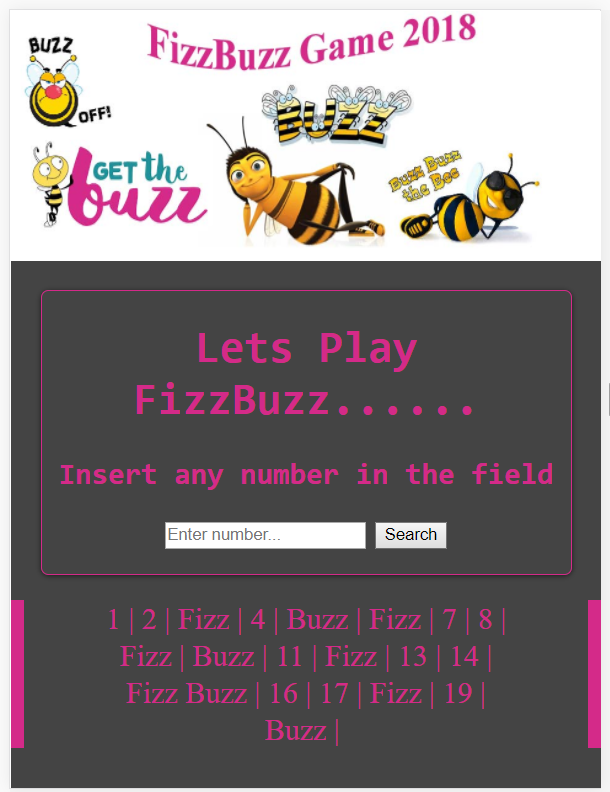 FizzBuzz Game 2018
BUZZ
OFF!
BUZZ
GET the
buzz
Buzz Buzz
the Bee
Lets Play
FizzBuzz......
Insert any number in the field
Enter number... Search
1 | 2 | Fizz | 4 | Buzz | Fizz | 7 | 8 |
Fizz | Buzz | 11 | Fizz | 13 | 14 |
Fizz Buzz | 16 | 17 | Fizz | 19 |
Buzz |